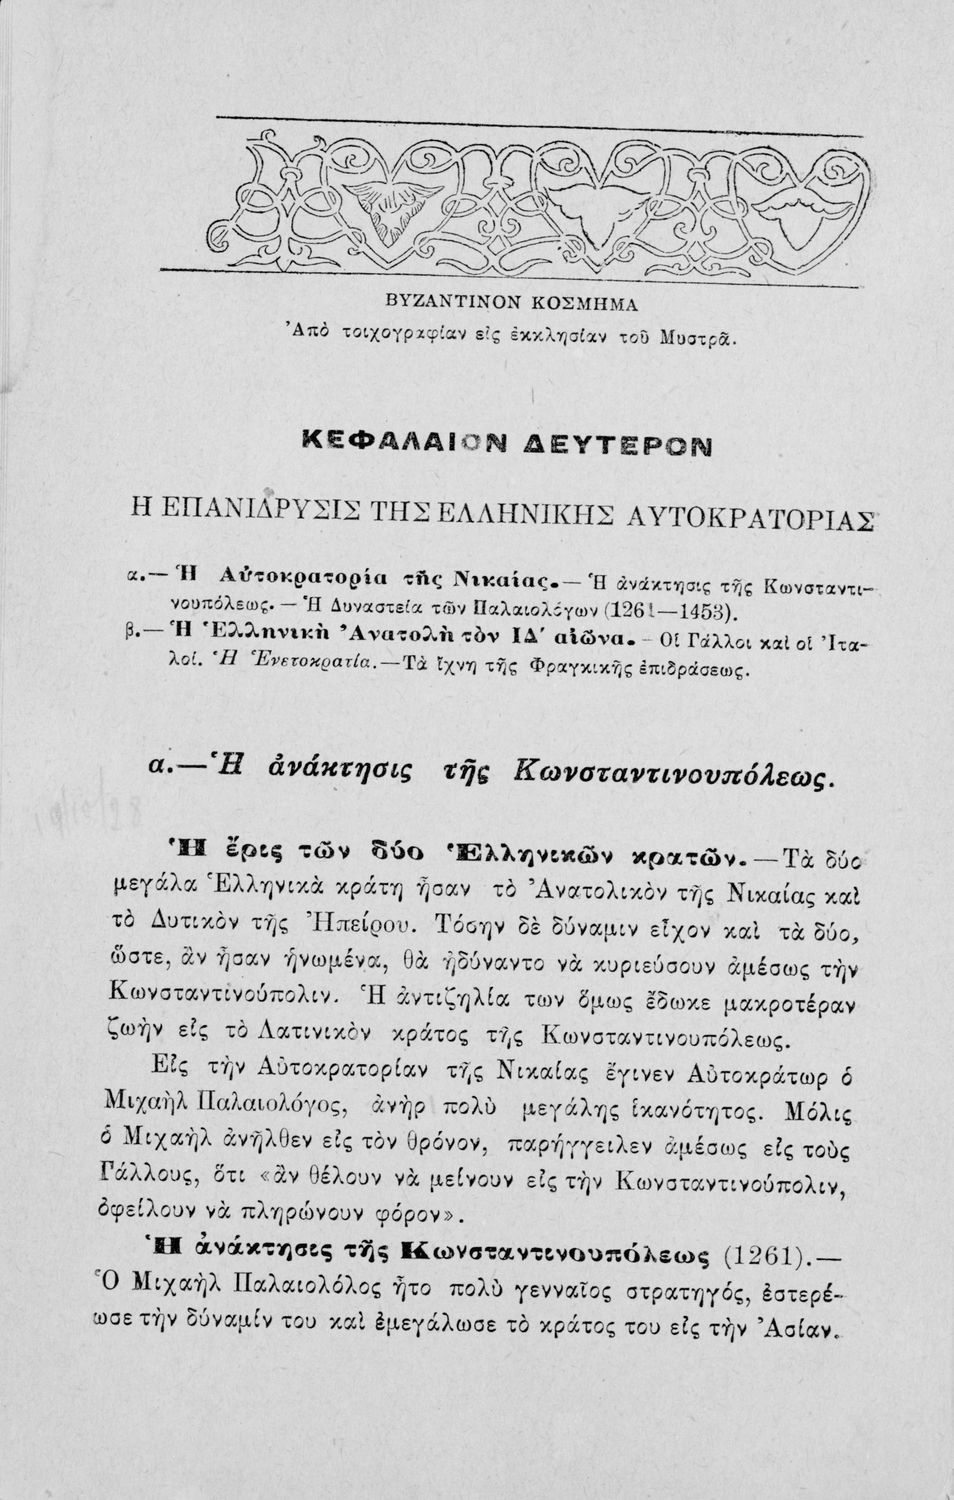 ΒΥΖΑΝΤΙΝΟΝ ΚΟΣΜΗΜΑ
Ἀπὸ τοιχογραφίαν εἰς ἐκκλησίαν τοῦ Μυστρᾶ.
ΚΕΦΑΛΑΙΟΝ ΔΕΥΤΕΡΟΝ
Η ΕΠΑΝΙΔΡΥΣΙΣ ΤΗΣ ΕΛΛΗΝΙΚΗΣ ΑΥΤΟΚΡΑΤΟΡΙΑΣ
α.— Ἡ Αὐτοκρατορία τῆς Νικαίας.— Ἡ ἀνάκτησις τῆς Κωνσταντι-
νουπόλεως. — Ἡ Δυναστεία τῶν Παλαιολόγων (1261—1453).
β.— Ἡ Ἑλληνικὴ Ἀνατολὴ τὸν ΙΔ΄ αἰῶνα. - Οἱ Γάλλοι καὶ οἱ Ἰτα-
λοί. Ἡ Ἑνετοκρατία.—Τὰ ἴχνη τῆς Φραγκικῆς ἐπιδράσεως.
α.—Ἡ ἀνάκτησις τῆς Κωνσταντινουπόλεως.
Ἡ ἔρις τῶν δύο Ἑλληνικῶν κρατῶν. — Τὰ δύο
μεγάλα Ἑλληνικὰ κράτη ἦσαν τὸ Ἀνατολικὸν τῆς Νικαίας καὶ
τὸ Δυτικὸν τῆς Ἠπείρου. Τόσην δὲ δύναμιν εἶχον καὶ τὰ δύο,
ὥστε, ἂν ἦσαν ἡνωμένα, θὰ ἠδύναντο νὰ κυριεύσουν ἀμέσως τὴν
Κωνσταντινούπολιν. Ἡ ἀντιζηλία των ὅμως ἔδωκε μακροτέραν
ζωὴν εἰς τὸ Λατινικὸν κράτος τῆς Κωνσταντινουπόλεως.
Εἰς τὴν Αὐτοκρατορίαν τῆς Νικαίας ἔγινεν Αὐτοκράτωρ ὁ
Μιχαὴλ Παλαιολόγος, ἀνὴρ πολὺ μεγάλης ἱκανότητος. Μόλις
ὁ Μιχαὴλ ἀνῆλθεν εἰς τὸν θρόνον, παρήγγειλεν ἀμέσως εἰς τοὺς
Γάλλους, ὅτι «ἂν θέλουν νὰ μείνουν εἰς τὴν Κωνσταντινούπολιν,
ὀφείλουν νὰ πληρώνουν φόρον».
Ἡ ἀνάκτησις τῆς Κωνσταντινουπόλεως (1261).—
Ὁ Μιχαὴλ Παλαιολόλος ἦτο πολὺ γενναῖος στρατηγός, ἐστερέ-
ωσε τὴν δύναμίν του καὶ ἐμεγάλωσε τὸ κράτος του εἰς τὴν Ἀσίαν.